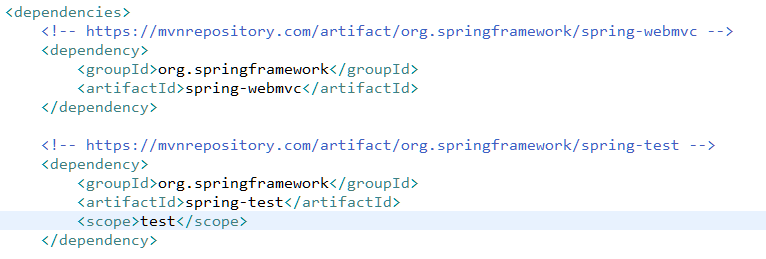 <dependencies>
<!-- https://mvnrepository.com/artifact/org.springframework/spring-webmvc -->
<dependency>
<groupId>org.springframework</groupId>
<artifactId>spring-webmvc</artifactId>
</dependency>
<!-- https://mvnrepository.com/artifact/org.springframework/spring-test -->
<dependency>
<groupId>org.springframework</groupId>
<artifactId>spring-test</artifactId>
<scope>test</scope>
</dependency>